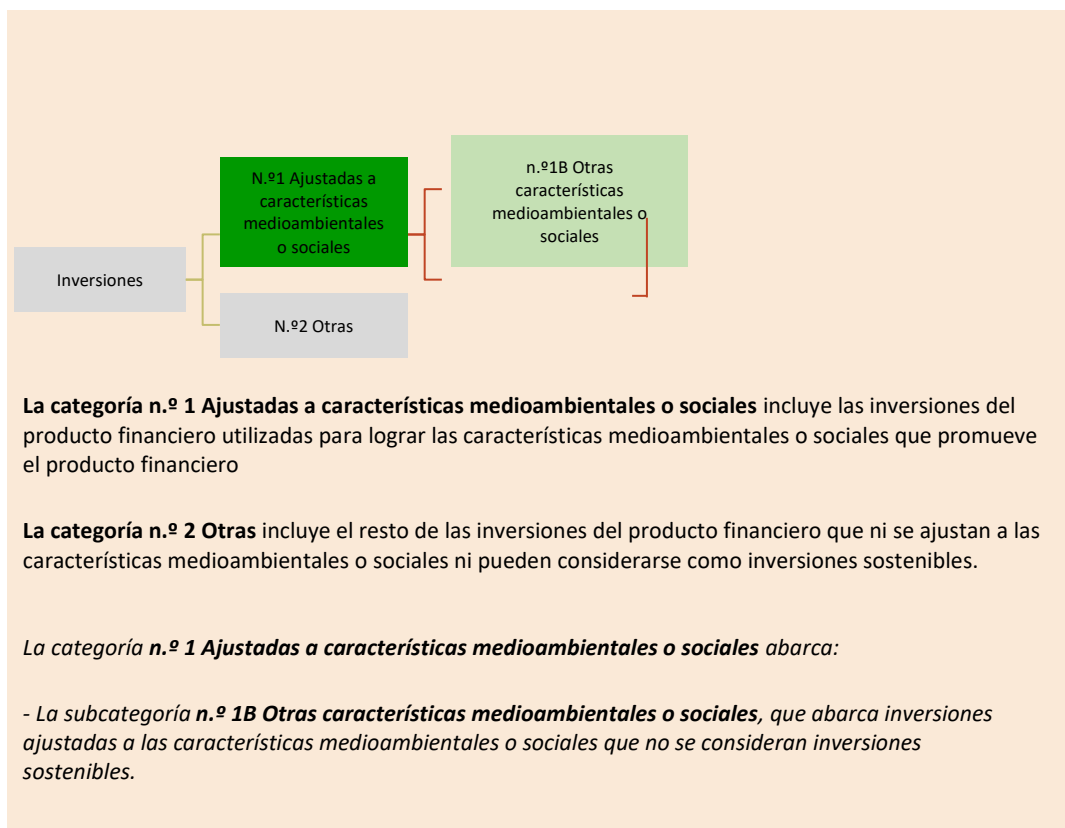 n.º1B Otras
características
medioambientales o
sociales
N.º1 Ajustadas a
características
medioambientales
o sociales
Inversiones
N.º2 Otras
La categoría n.º 1 Ajustadas a características medioambientales o sociales incluye las inversiones del
producto financiero utilizadas para lograr las características medioambientales o sociales que promueve
el producto financiero
La categoría n.º 2 Otras incluye el resto de las inversiones del producto financiero que ni se ajustan a las
características medioambientales o sociales ni pueden considerarse como inversiones sostenibles.
La categoría n.º 1 Ajustadas a características medioambientales o sociales abarca:
- La subcategoría n.º 1B Otras características medioambientales o sociales, que abarca inversiones
ajustadas a las características medioambientales o sociales que no se consideran inversiones
sostenibles.